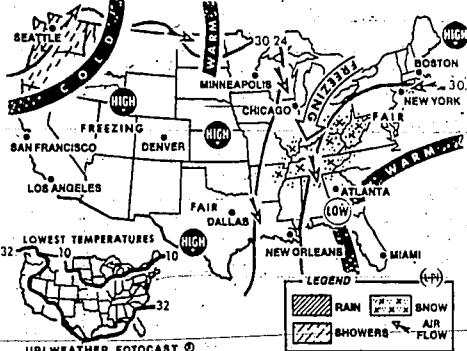 SEATTLE
COLD
WARM
30.24
MINNEAPOLIS
CHICAGO
FREEZING
HIGH
BOSTON
30.
NEW YORK
FAIR
HIGH
FREEZING
SAN FRANCISCO
DENVER
HIGH
WARM
LOS ANGELES
ATLANTA
FAIR
DALLAS
LOW
HIGH
NEW ORLEANS
MIAMI
LOWEST TEMPERATURES
32
10
10
32
LEGEND
RAIN
SNOW
SHOWERS
AIR
FLOW
UPI WEATHER FOTOCAST